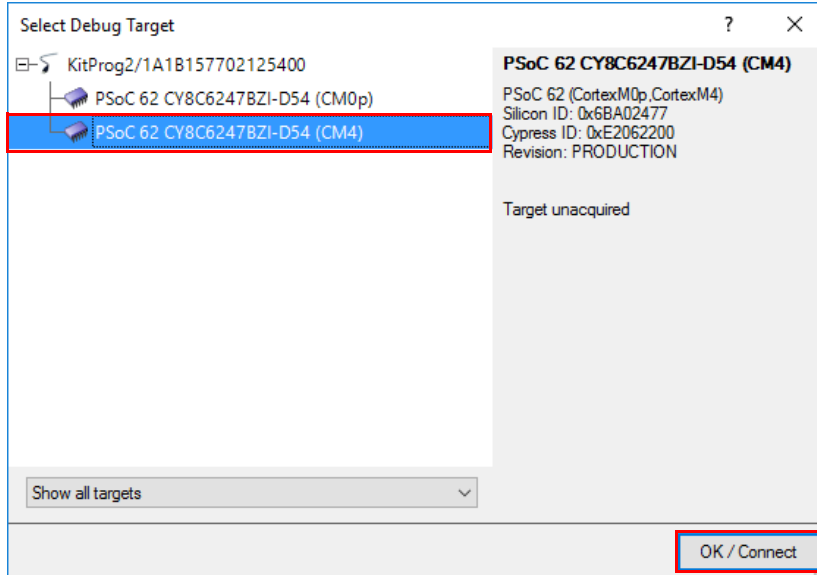 Select Debug Target
?
KitProg2/1A1B157702125400
PSoC 62 CY8C6247BZI-D54 (CM0p)
PSoC 62 CY8C6247BZI-D54 (CM4)
PSoC 62 CY8C6247BZI-D54 (CM4)
PSoC 62 (CortexM0p,CortexM4)
Silicon ID: 0x6BA02477
Cypress ID: 0xE2062200
Revision: PRODUCTION
Target unacquired
Show all targets
OK / Connect